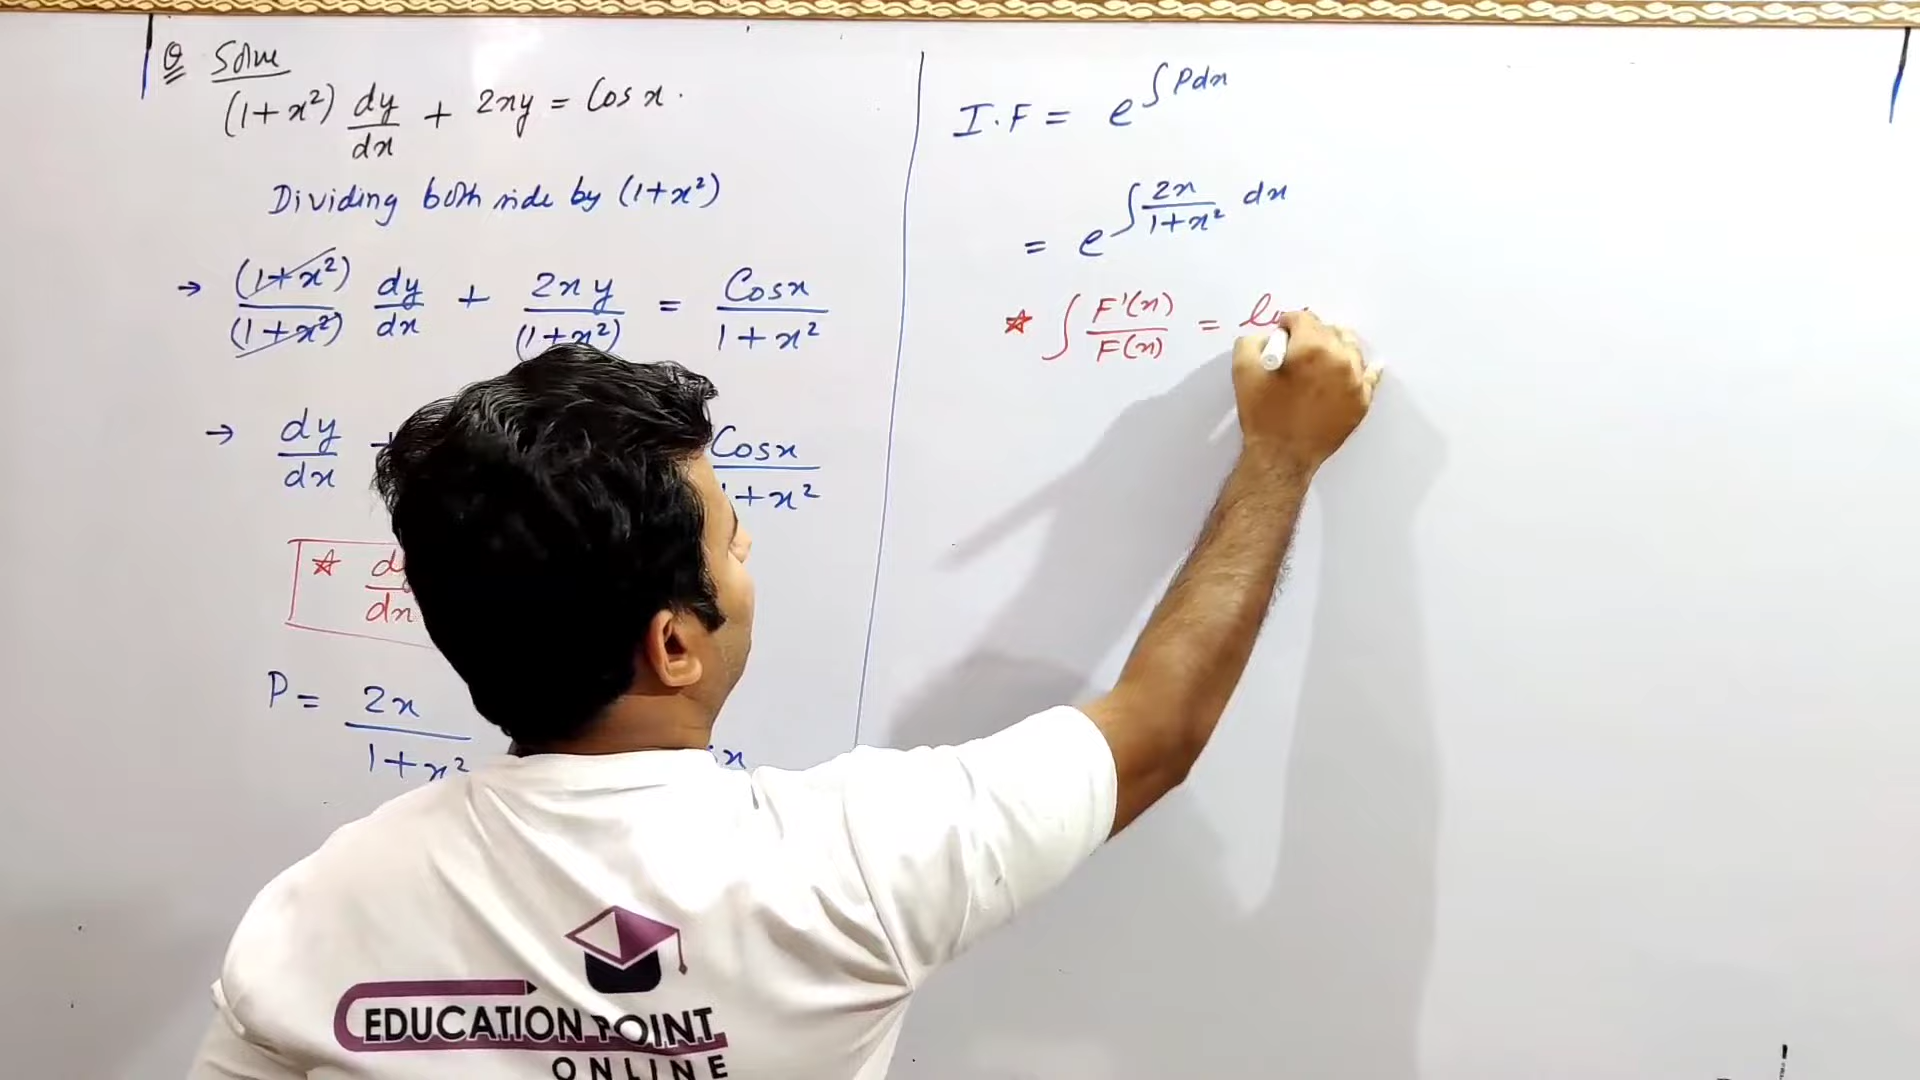 Q Solve
(1+x²) dy/dx + 2xy = Cos x.
Dividing both side by (1+x²)
→ (1+x²)/(1+x²) dy/dx + 2xy/(1+x²) = Cosx/1+x²
→ dy/dx + Cosx/1+x²
☆ d/dx
P = 2x/1+x²
I.F = e^∫Pdx
= e^∫2x/1+x² dx
☆ ∫ F'(x)/F(x) =
EDUCATION POINT
ONLINE